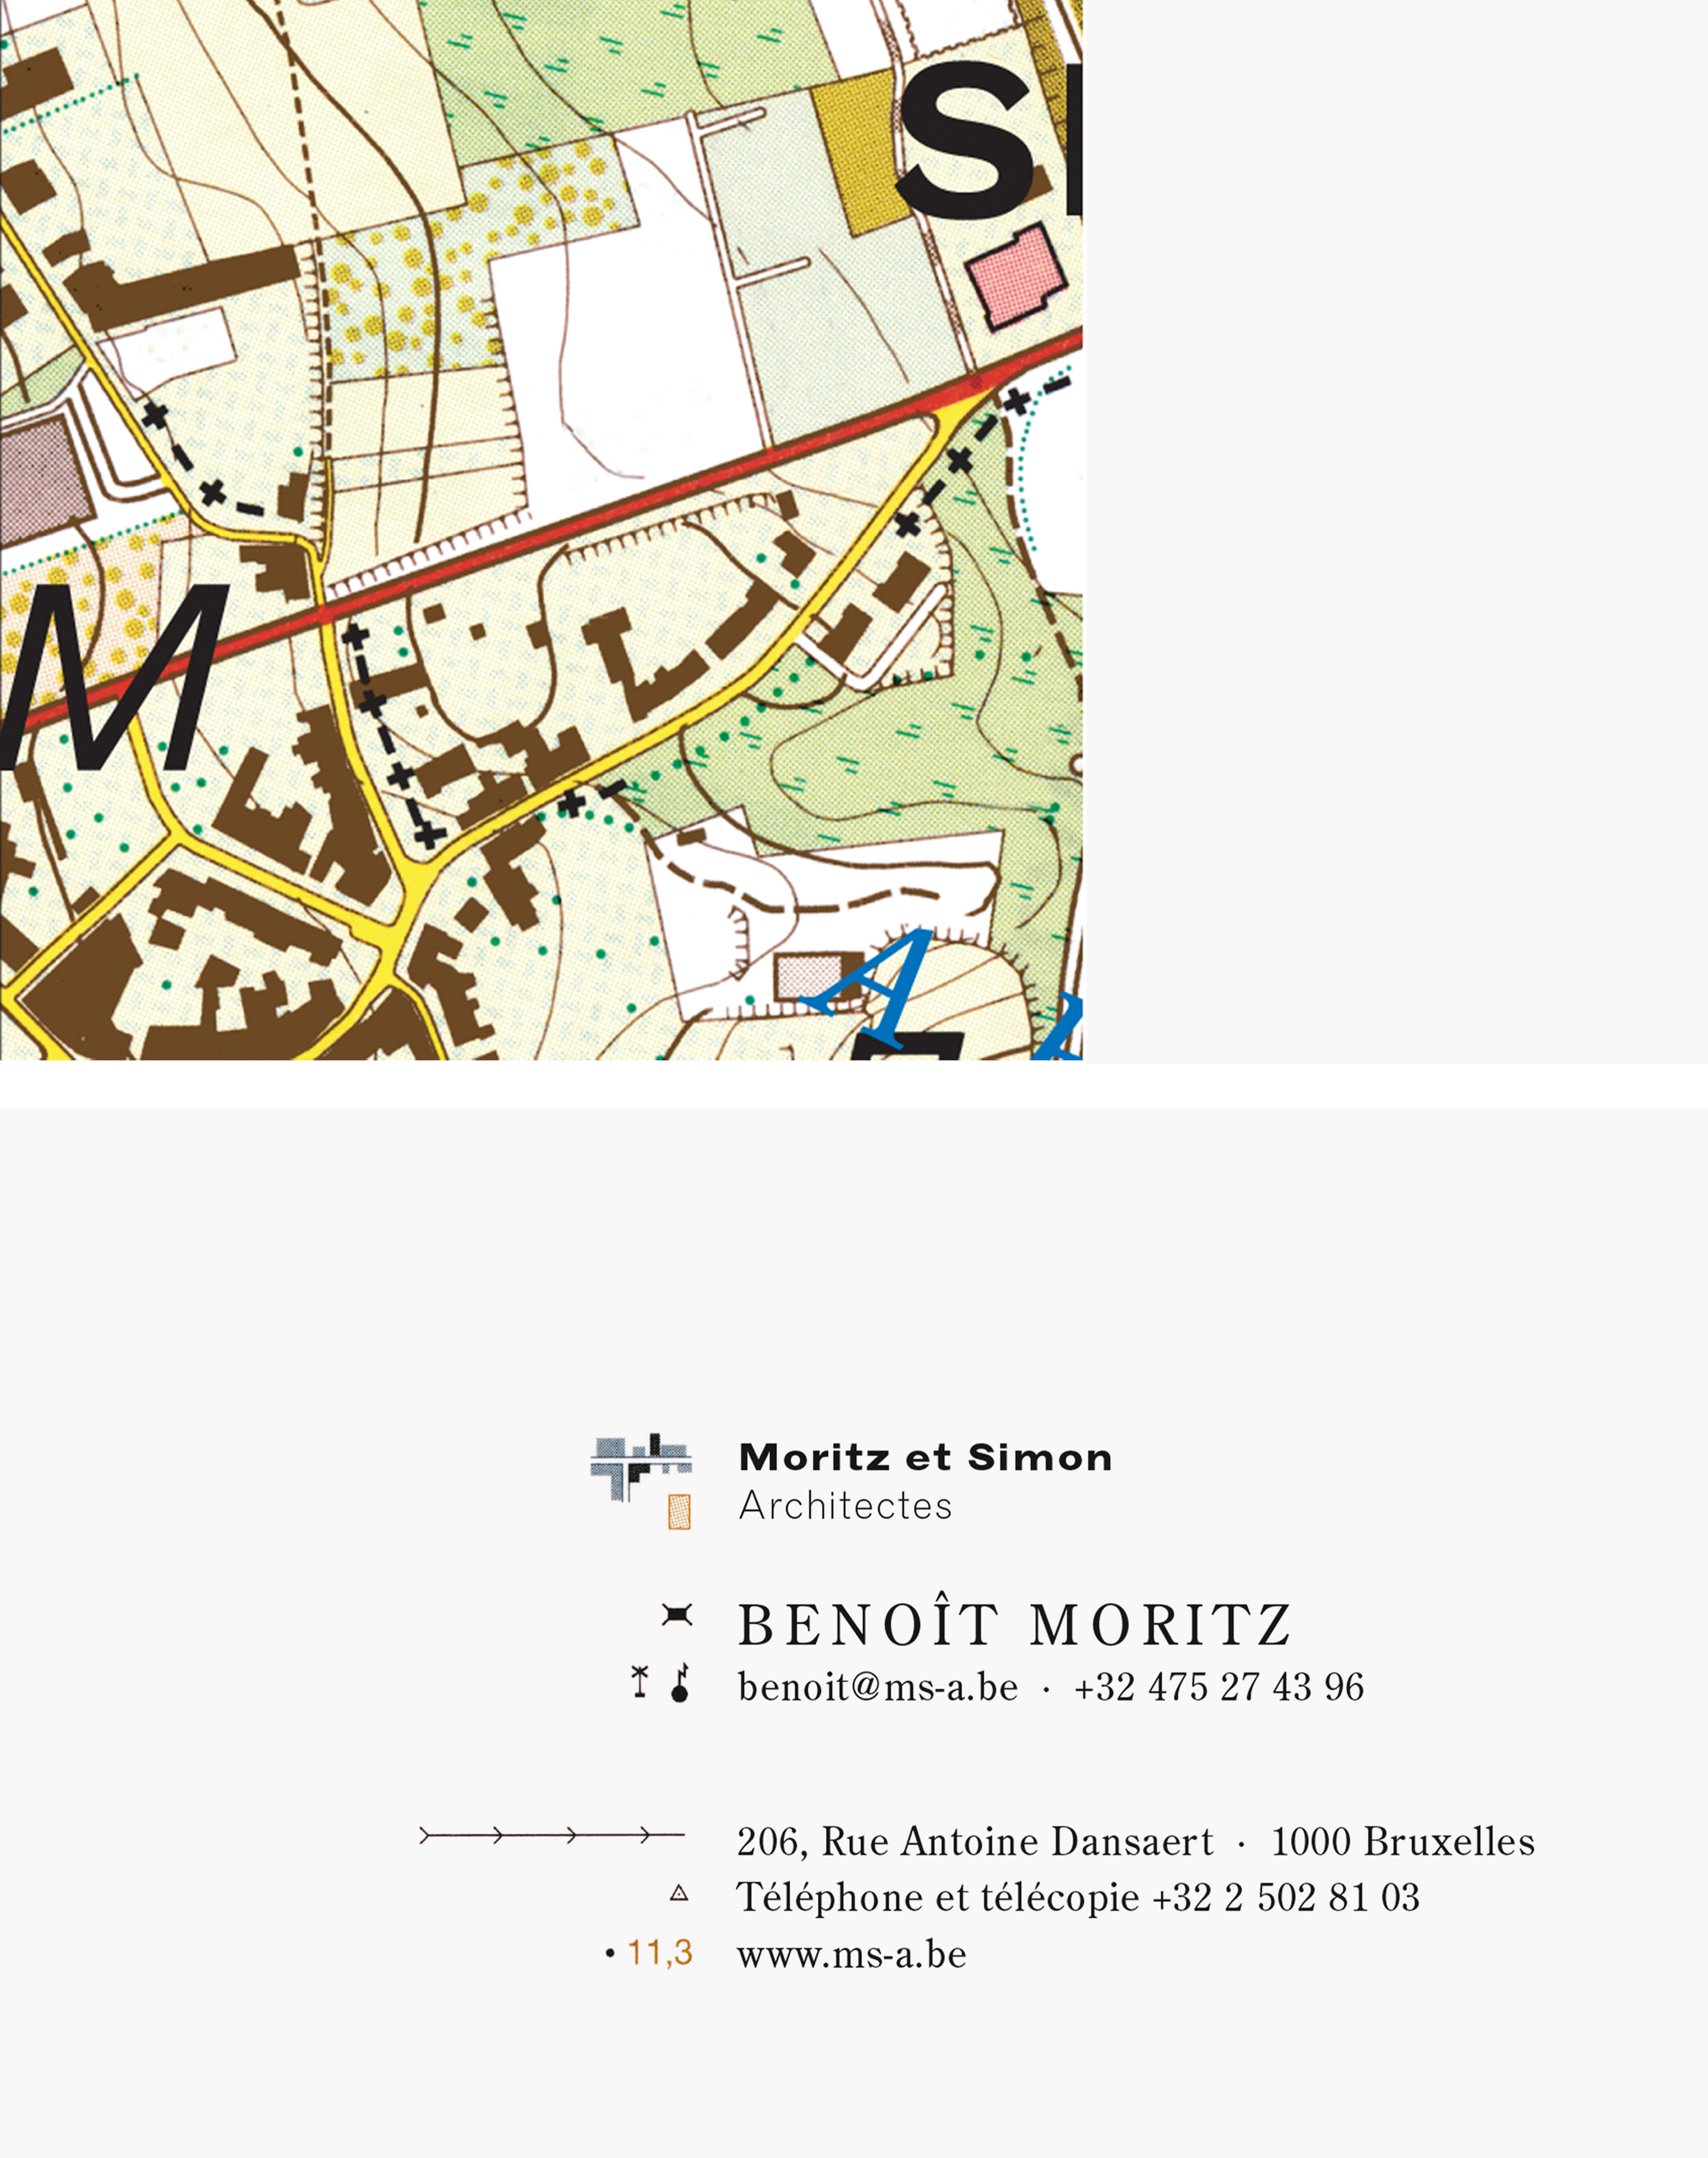 S
M
A
Moritz et Simon
Architectes
BENOÎT MORITZ
benoit@ms-a.be · +32 475 27 43 96
206, Rue Antoine Dansaert · 1000 Bruxelles
Téléphone et télécopie +32 2 502 81 03
• 11,3 www.ms-a.be